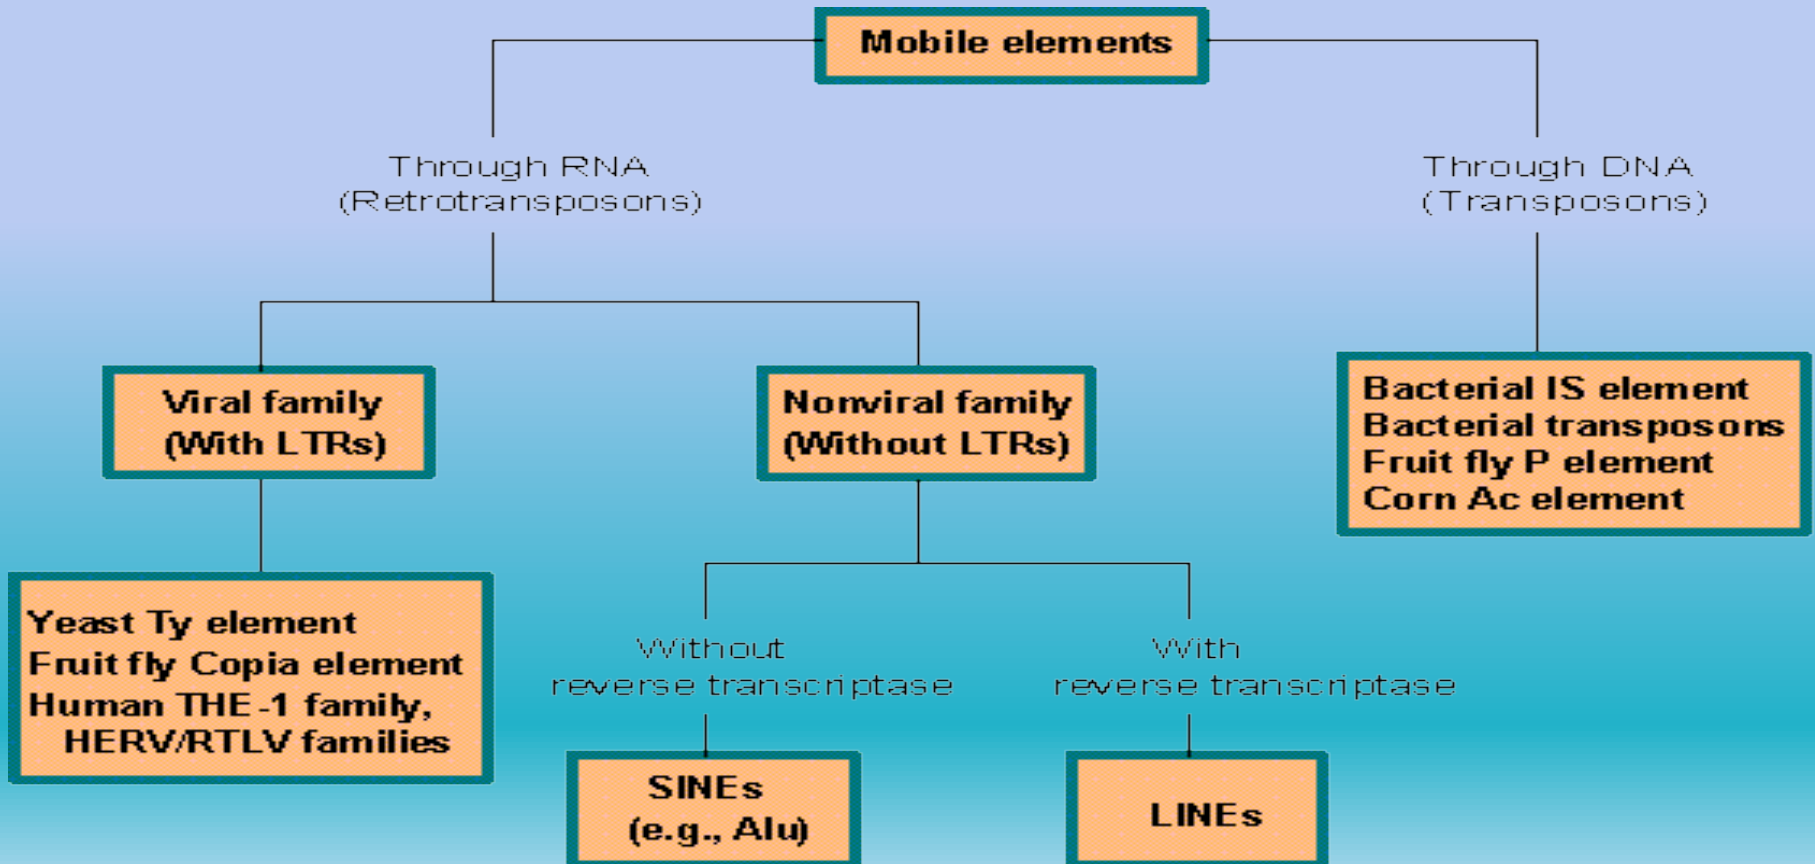 Mobile elements
Through RNA
(Retrotransposons)
Through DNA
(Transposons)
Viral family
(With LTRs)
Nonviral family
(Without LTRs)
Bacterial IS element
Bacterial transposons
Fruit fly P element
Corn Ac element
Yeast Ty element
Fruit fly Copia element
Human THE-1 family,
HERV/RTLV families
Without
reverse transcriptase
With
reverse transcriptase
SINEs
(e.g., Alu)
LINEs